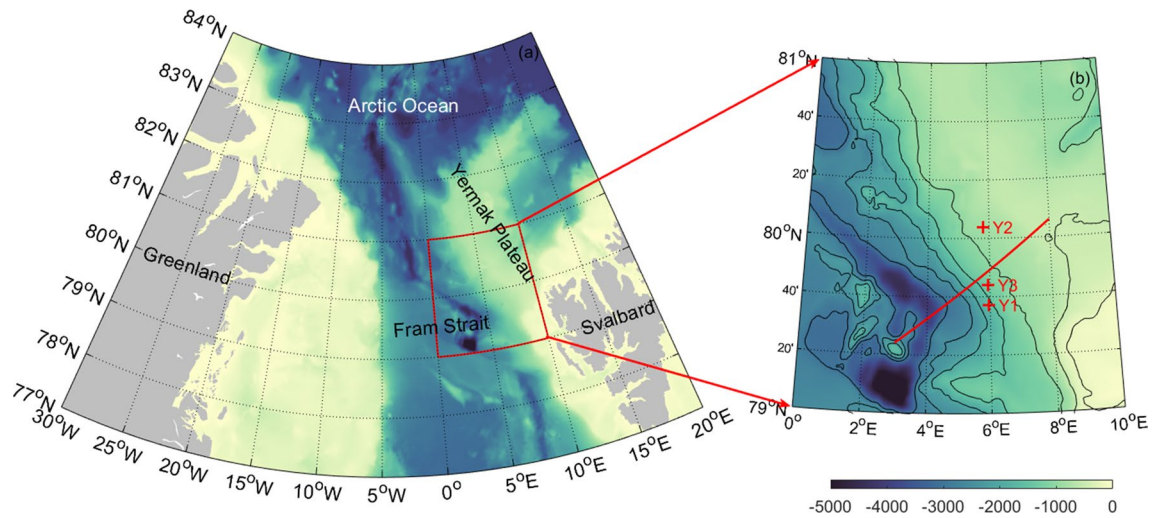 84°N
83°N
82°N
81°N
80°N
79°N
78°N
77°N
30°W
25°W
20°W
15°W
10°W
5°W
0°
5°E
10°E
15°E
20°E
(a)
Arctic Ocean
Yermak Plateau
Greenland
Fram Strait
Svalbard
81°N
40'
20'
80°N
40'
20'
79°N
0°
2°E
4°E
6°E
8°E
10°E
(b)
Y2
Y3
Y1
-5000 -4000 -3000 -2000 -1000 0